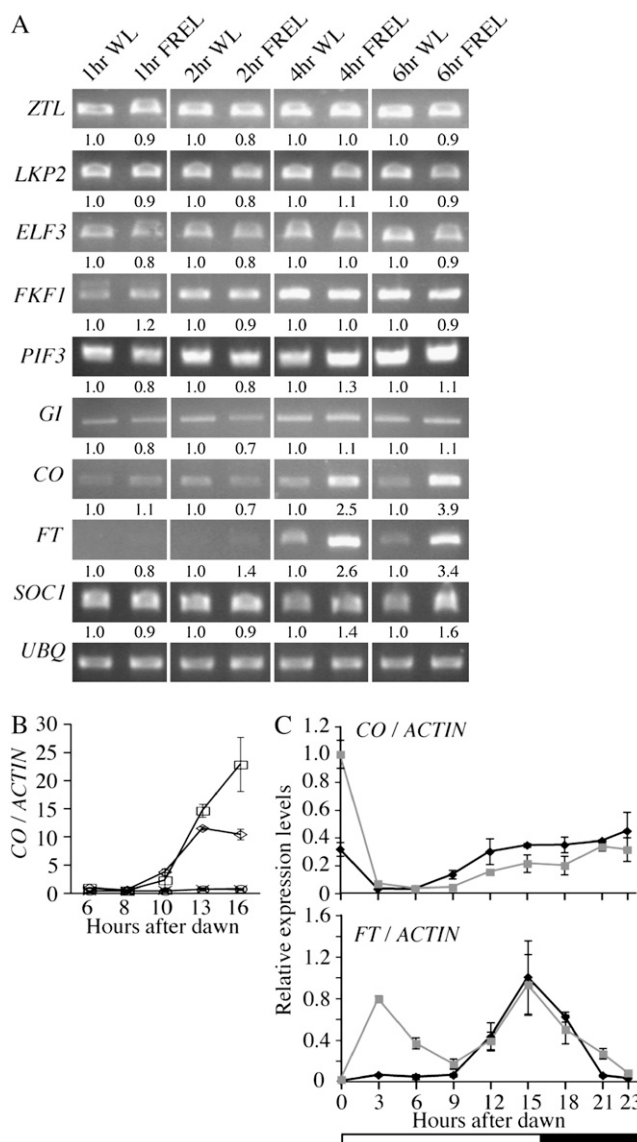 A
1hr WL 1hr FREL 2hr WL 2hr FREL 4hr WL 4hr FREL 6hr WL 6hr FREL
ZTL
1.0 0.9 1.0 0.8 1.0 1.0 1.0 0.9
LKP2
1.0 0.9 1.0 0.8 1.0 1.1 1.0 0.9
ELF3
1.0 0.8 1.0 0.8 1.0 1.0 1.0 0.9
FKF1
1.0 1.2 1.0 0.9 1.0 1.0 1.0 0.9
PIF3
1.0 0.8 1.0 0.8 1.0 1.3 1.0 1.1
GI
1.0 0.8 1.0 0.7 1.0 1.1 1.0 1.1
CO
1.0 1.1 1.0 0.7 1.0 2.5 1.0 3.9
FT
1.0 0.8 1.0 1.4 1.0 2.6 1.0 3.4
SOC1
1.0 0.9 1.0 0.9 1.0 1.4 1.0 1.6
UBQ
B
CO / ACTIN
30
25
20
15
10
5
0
6 8 10 13 16
Hours after dawn
C
Relative expression levels
CO / ACTIN
1.2
1.0
0.8
0.6
0.4
0.2
0
FT / ACTIN
1.6
1.2
0.8
0.4
0
0 3 6 9 12 15 18 21 23
Hours after dawn